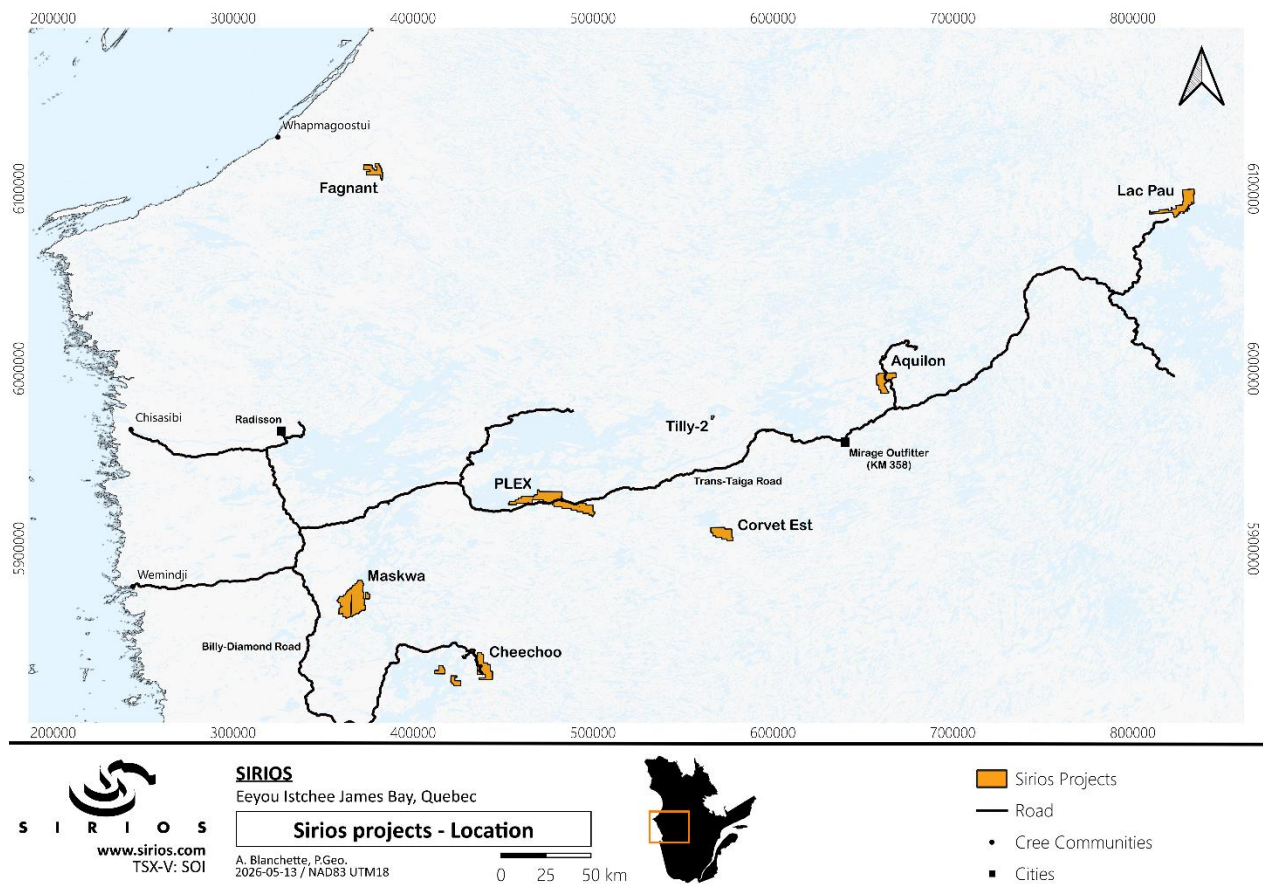 200000 300000 400000 500000 600000 700000 800000
Whapmagoostui
6100000
Fagnant
Lac Pau
6100000
6000000
Aquilon
6000000
Chisasibi
Radisson
Tilly-2
Mirage Outfitter
(KM 358)
PLEX
Trans-Taiga Road
5900000
Corvet Est
5900000
Wemindji
Maskwa
Billy-Diamond Road
Cheechoo
200000 300000 400000 500000 600000 700000 800000
SIRIOS
www.sirios.com
TSX-V: SOI
SIRIOS
Eeyou Istchee James Bay, Quebec
Sirios projects - Location
A. Blanchette, P.Geo.
2026-05-13 / NAD83 UTM18
0 25 50 km
Sirios Projects
Road
Cree Communities
Cities